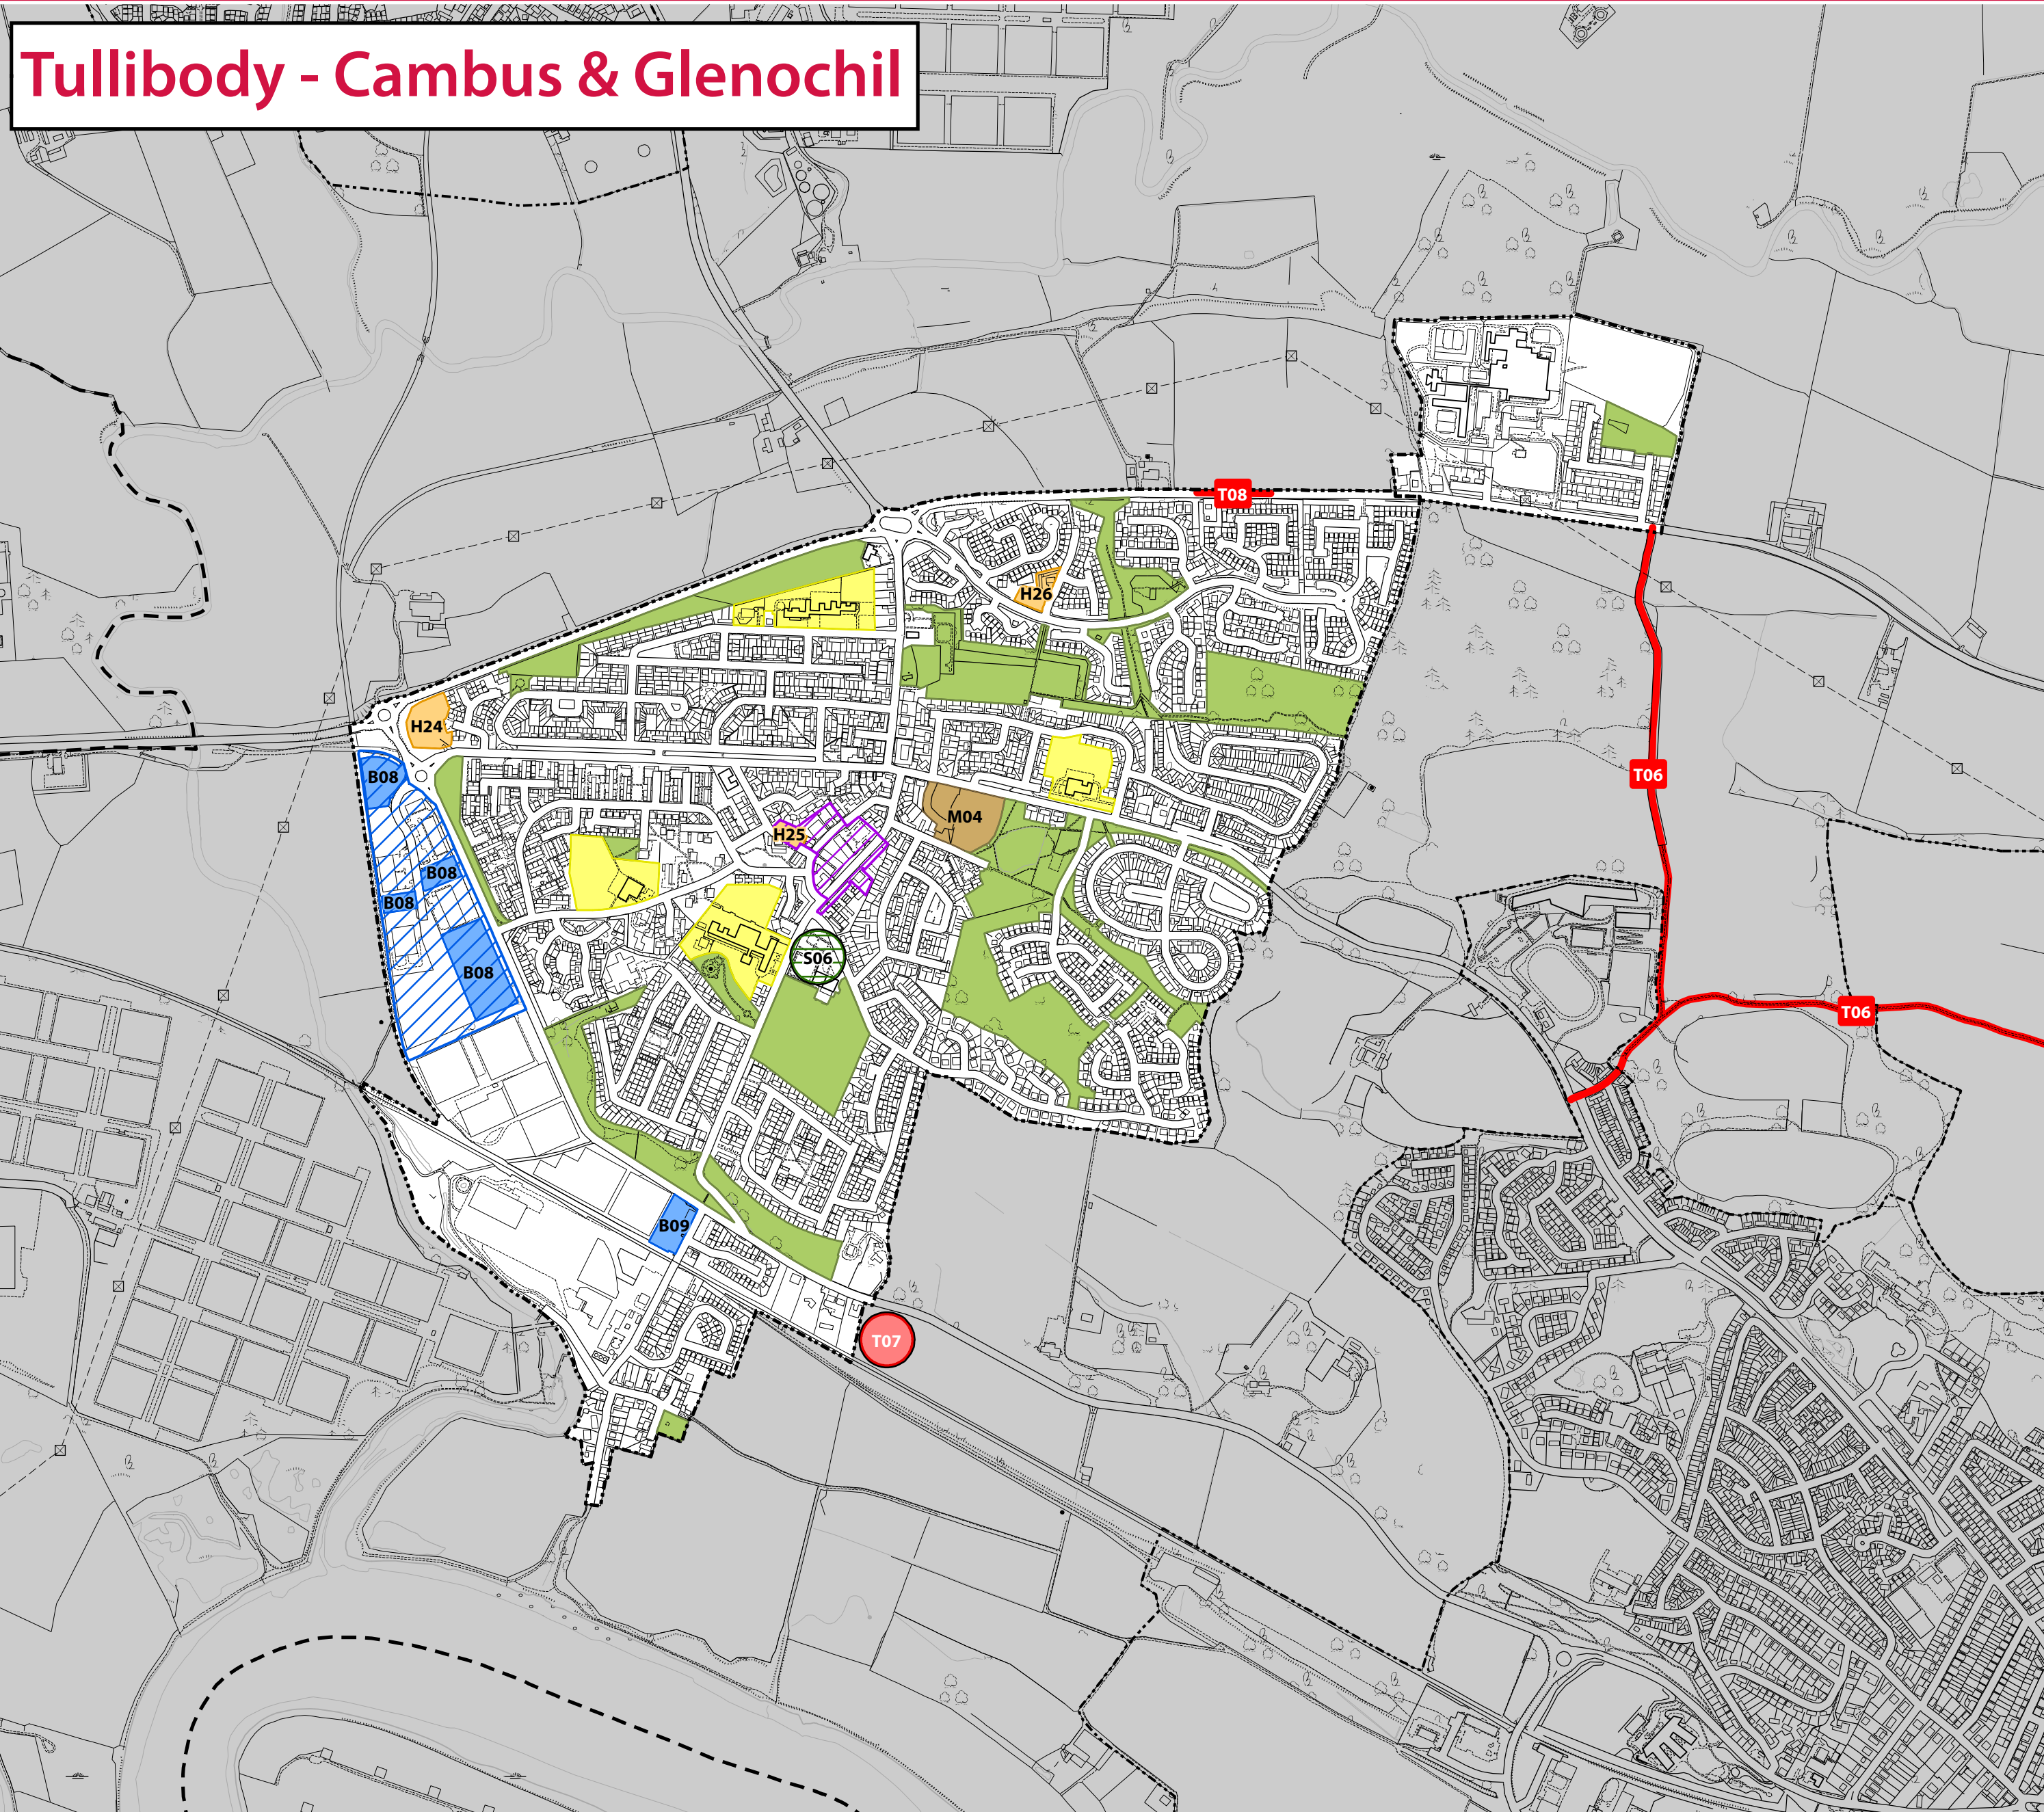 Tullibody - Cambus & Glenochil
T08
H26
H24
B08
T06
M04
H25
B08
B08
S06
B08
T06
B09
T07